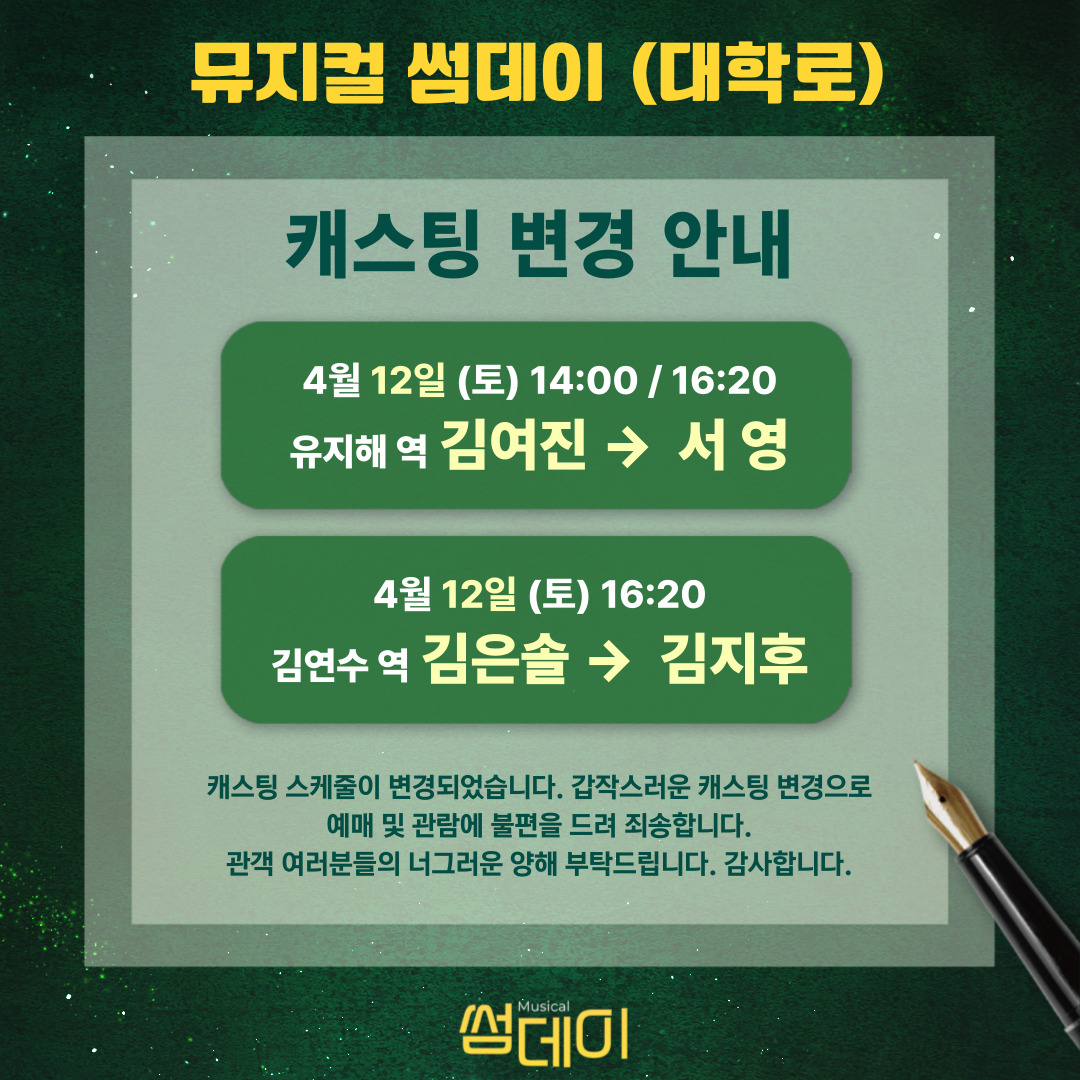 뮤지컬 썸데이 (대학로)
캐스팅 변경 안내
4월 12일 (토) 14:00 / 16:20
유지해 역 김여진 → 서 영
4월 12일 (토) 16:20
김연수 역 김은솔 → 김지후
캐스팅 스케줄이 변경되었습니다. 갑작스러운 캐스팅 변경으로
예매 및 관람에 불편을 드려 죄송합니다.
관객 여러분들의 너그러운 양해 부탁드립니다. 감사합니다.
Musical
썸데이